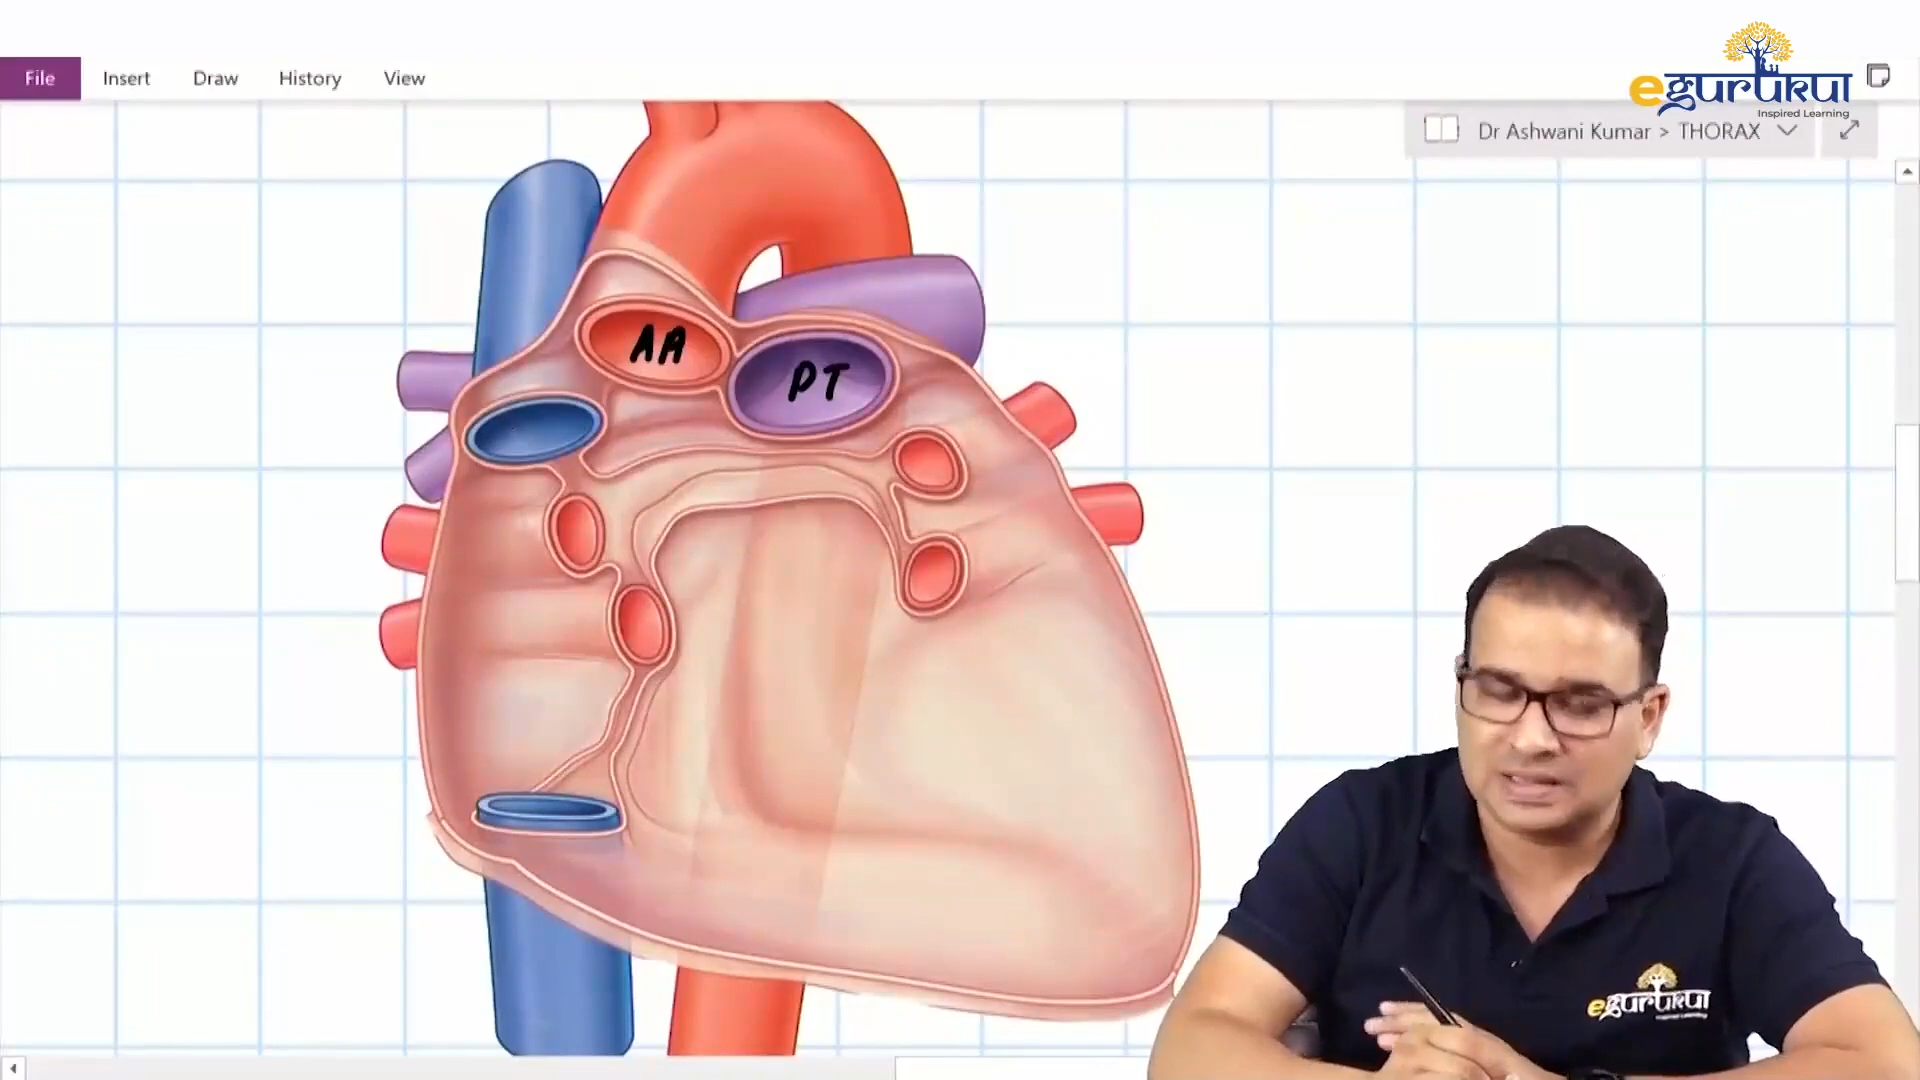 egurukul
Inspired Learning
File Insert Draw History View
Dr Ashwani Kumar > THORAX
AA
PT
egurukul